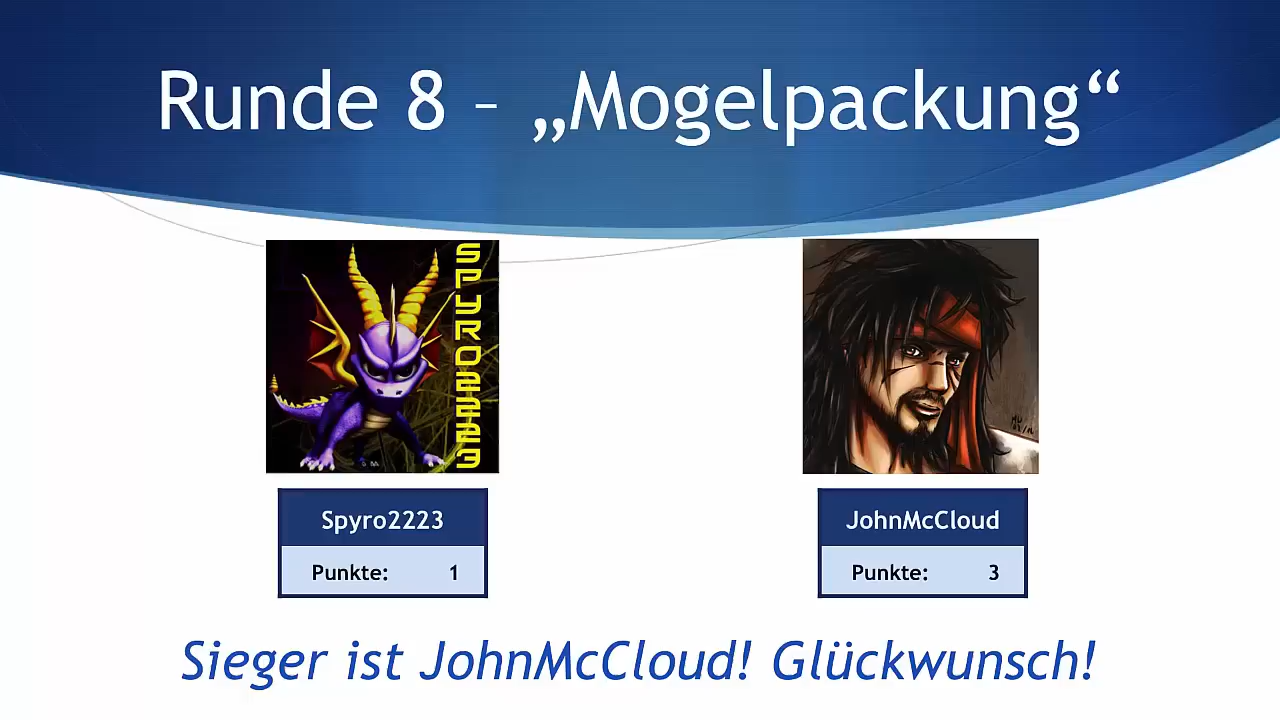 Runde 8 – „Mogelpackung“
SPYRO2223
Spyro2223
Punkte: 1
JohnMcCloud
Punkte: 3
Sieger ist JohnMcCloud! Glückwunsch!